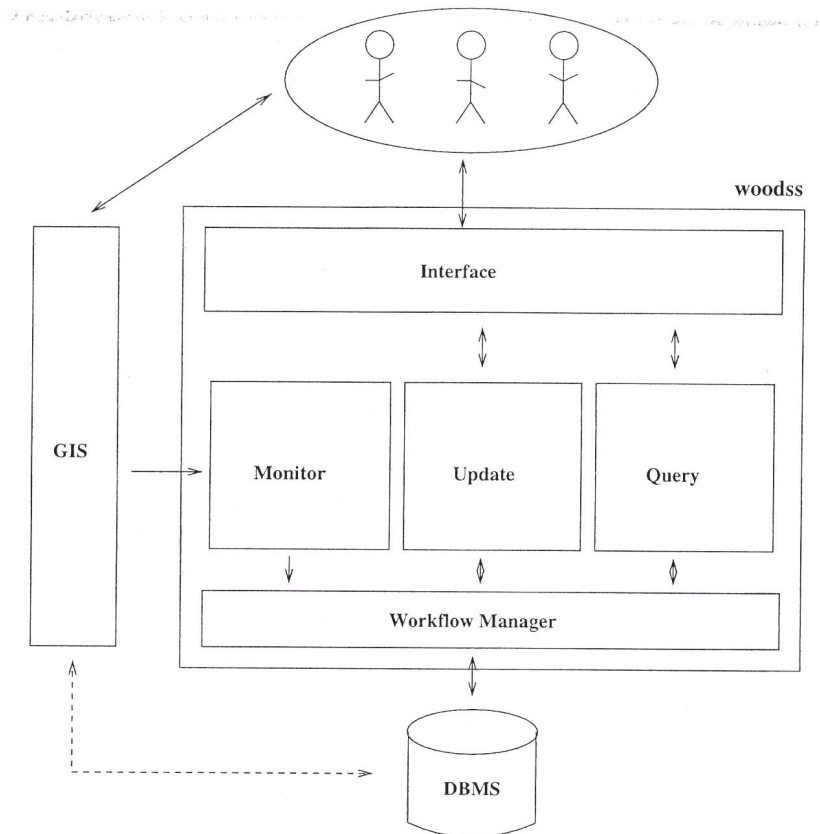 woodss
Interface
GIS
Monitor
Update
Query
Workflow Manager
DBMS